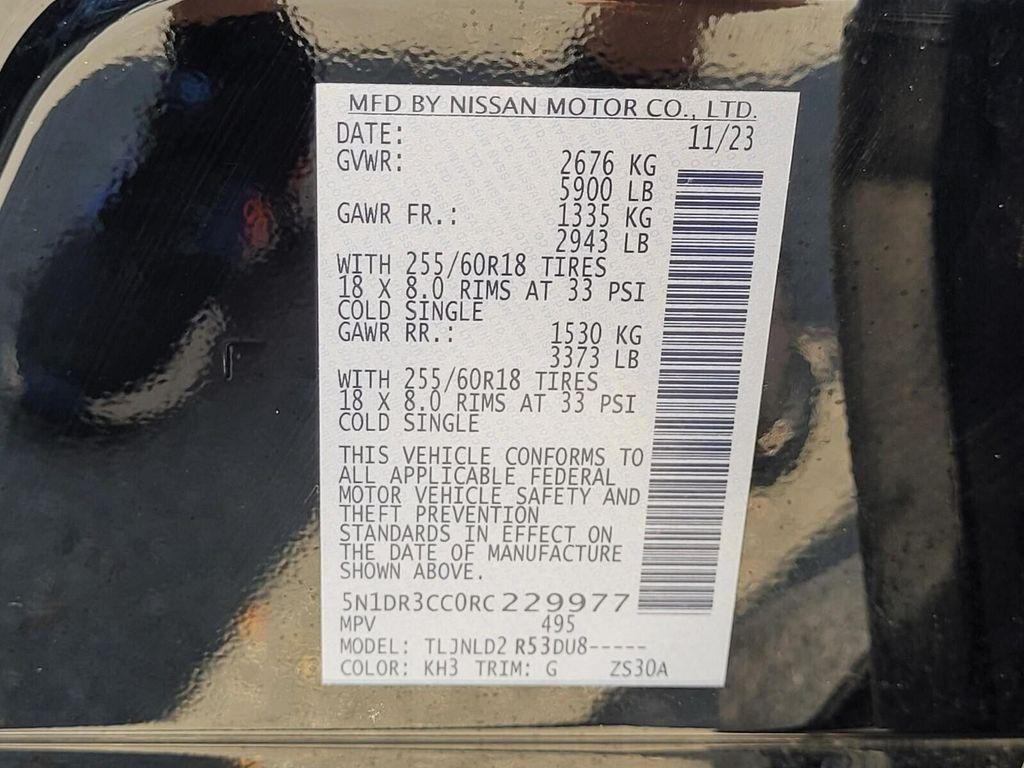 MFD BY NISSAN MOTOR CO., LTD.
DATE: 11/23
GVWR: 2676 KG
5900 LB
GAWR FR.: 1335 KG
2943 LB
WITH 255/60R18 TIRES
18 X 8.0 RIMS AT 33 PSI
COLD SINGLE
GAWR RR.: 1530 KG
3373 LB
WITH 255/60R18 TIRES
18 X 8.0 RIMS AT 33 PSI
COLD SINGLE
THIS VEHICLE CONFORMS TO
ALL APPLICABLE FEDERAL
MOTOR VEHICLE SAFETY AND
THEFT PREVENTION
STANDARDS IN EFFECT ON
THE DATE OF MANUFACTURE
SHOWN ABOVE.
5N1DR3CC0RC229977
MPV 495
MODEL: TLJNLD2 R53DU8-----
COLOR: KH3 TRIM: G ZS30A